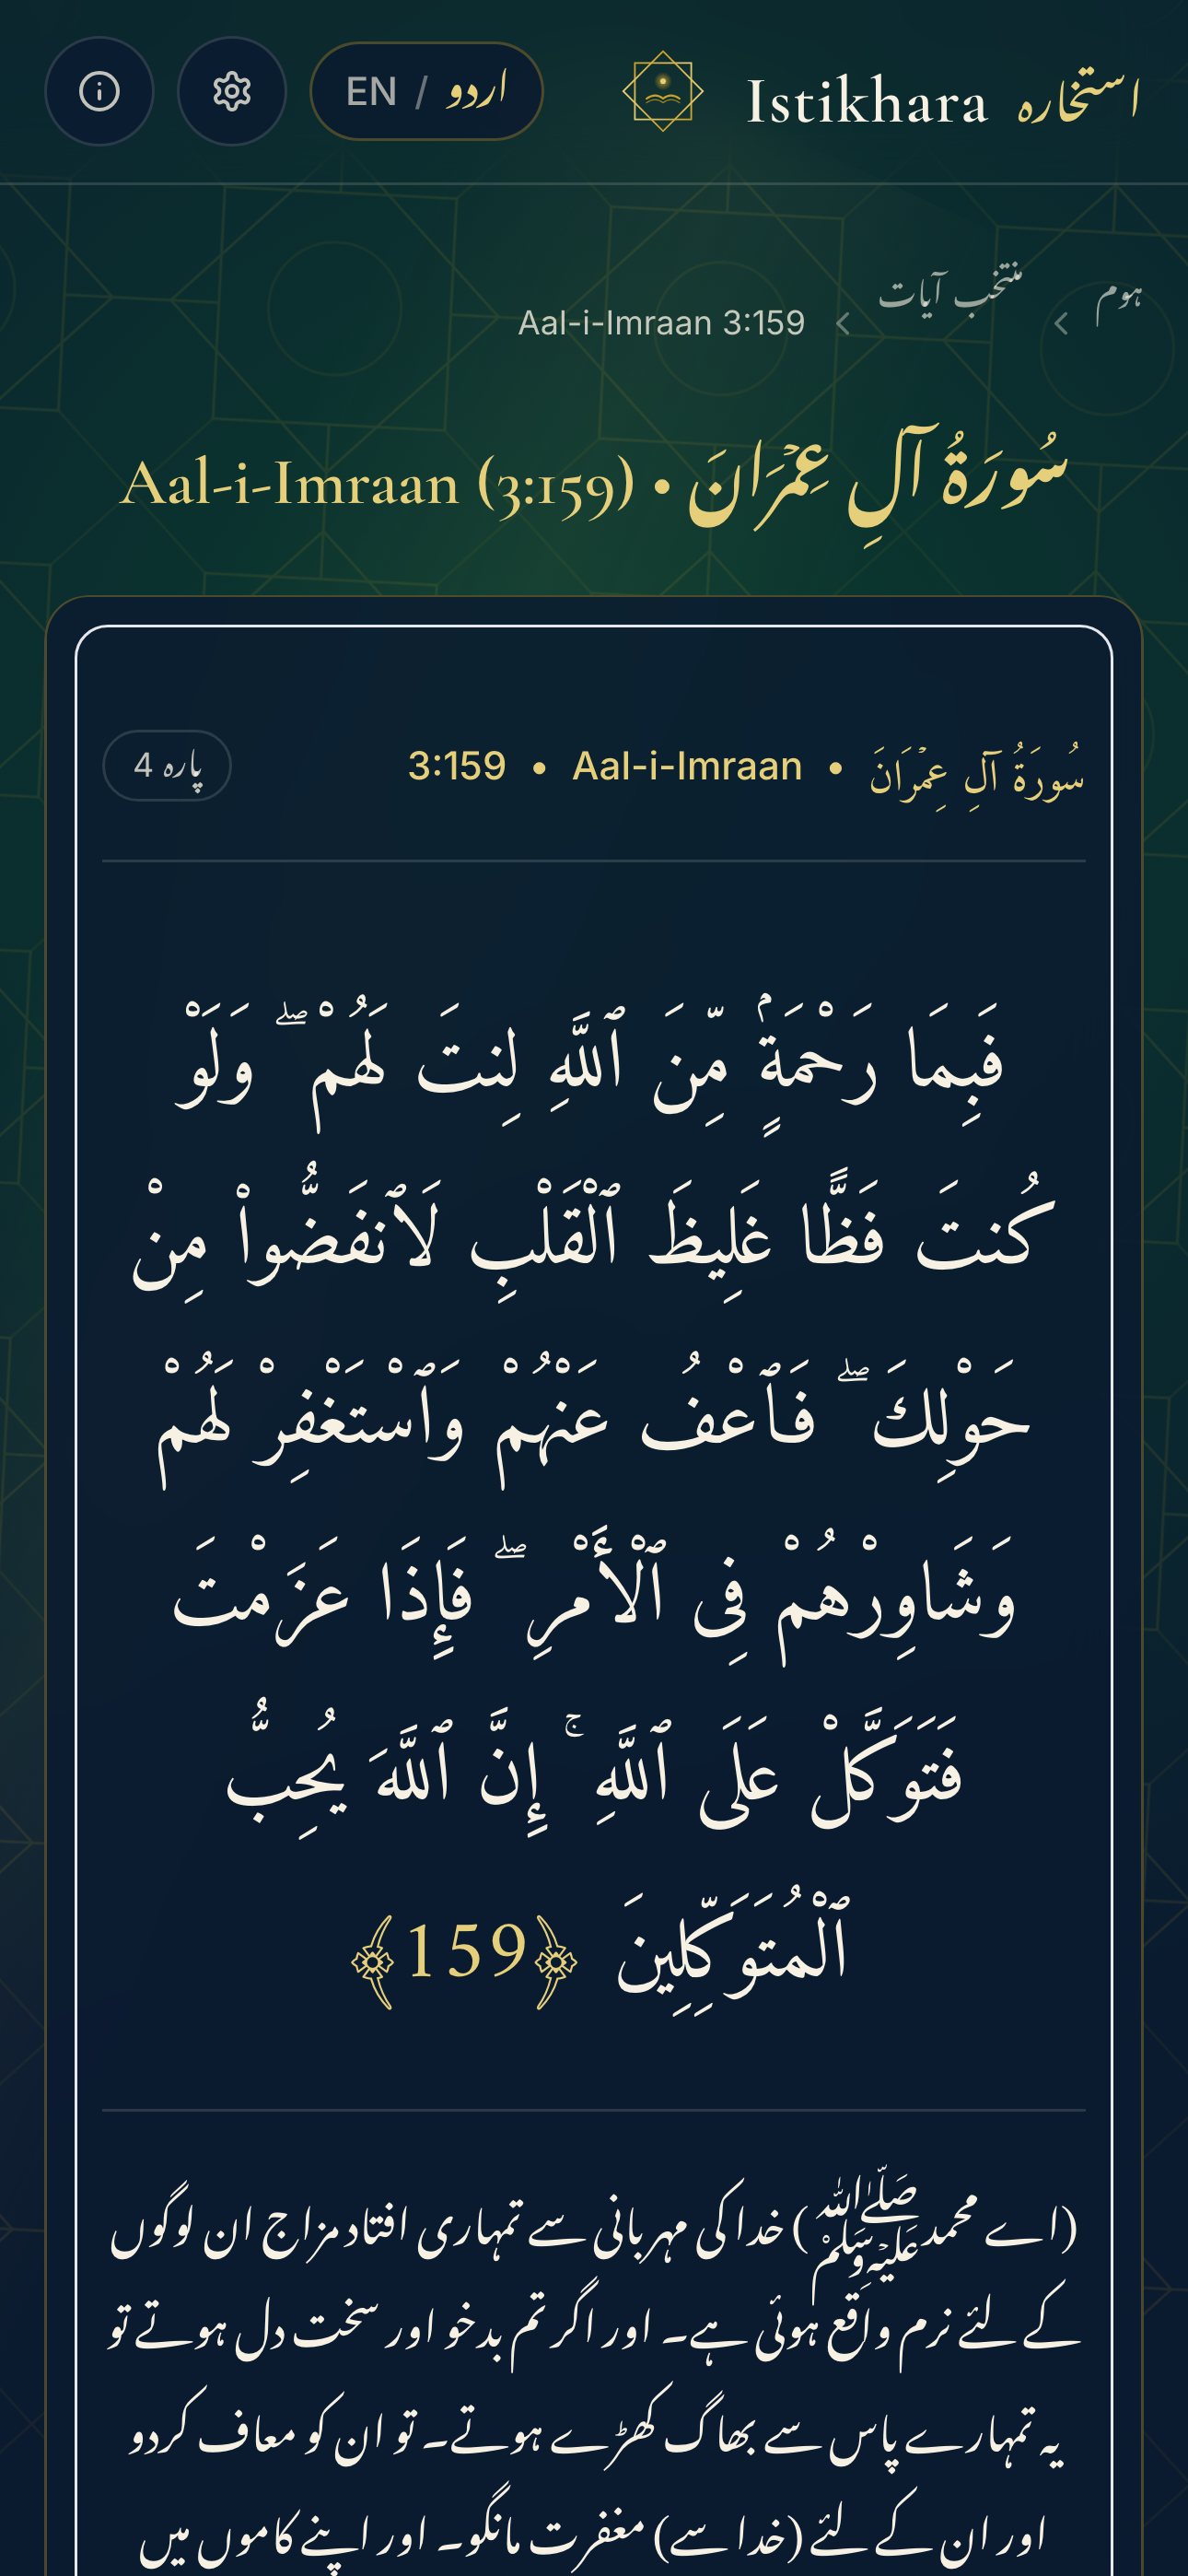 استخارہ Istikhara
EN / اردو
ہوم
منتخب آیات
Aal-i-Imraan 3:159
سُورَةُ آلِ عِمۡرَانَ • Aal-i-Imraan (3:159)
سُورَةُ آلِ عِمۡرَانَ • Aal-i-Imraan • 3:159
پارہ 4
فَبِمَا رَحْمَةٍۢ مِّنَ ٱللَّهِ لِنتَ لَهُمْ ۖ وَلَوْ
كُنتَ فَظًّا غَلِيظَ ٱلْقَلْبِ لَٱنفَضُّوا۟ مِنْ
حَوْلِكَ ۖ فَٱعْفُ عَنْهُمْ وَٱسْتَغْفِرْ لَهُمْ
وَشَاوِرْهُمْ فِى ٱلْأَمْرِ ۖ فَإِذَا عَزَمْتَ
فَتَوَكَّلْ عَلَى ٱللَّهِ ۚ إِنَّ ٱللَّهَ يُحِبُّ
ٱلْمُتَوَكِّلِينَ ﴿159﴾
(اے محمدﷺ) خدا کی مہربانی سے تمہاری افتاد مزاج ان لوگوں
کے لئے نرم واقع ہوئی ہے۔ اور اگر تم بدخو اور سخت دل ہوتے تو
یہ تمہارے پاس سے بھاگ کھڑے ہوتے۔ تو ان کو معاف کردو
اور ان کے لئے (خدا سے) مغفرت مانگو۔ اور اپنے کاموں میں